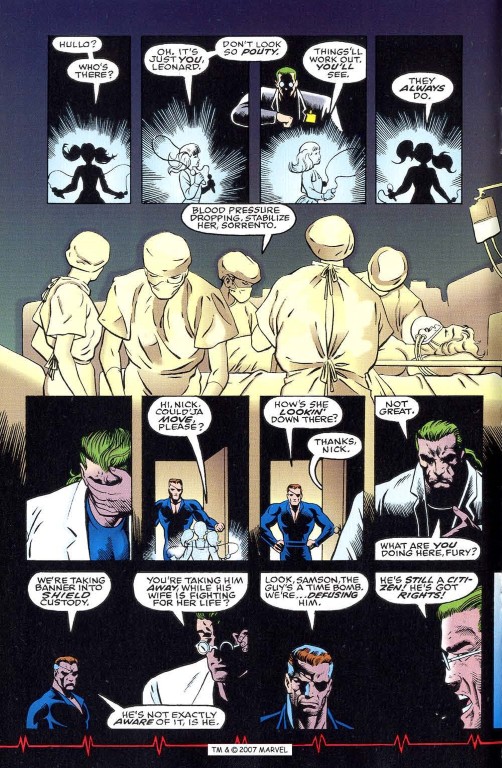 HULLO?
WHO'S
THERE?
OH. IT'S
JUST YOU,
LEONARD.
DON'T LOOK
SO POUTY.
THINGS'LL
WORK OUT.
YOU'LL
SEE.
THEY
ALWAYS
DO.
BLOOD PRESSURE
DROPPING. STABILIZE
HER, SORRENTO.
HI, NICK.
COULD'JA
MOVE,
PLEASE?
HOW'S SHE
LOOKIN'
DOWN THERE?
THANKS,
NICK.
NOT
GREAT.
WHAT ARE YOU
DOING HERE, FURY?
WE'RE TAKING
BANNER INTO
SHIELD
CUSTODY.
YOU'RE TAKING HIM
AWAY WHILE HIS
WIFE IS FIGHTING
FOR HER LIFE?
HE'S NOT EXACTLY
AWARE OF IT, IS HE.
LOOK, SAMSON, THE
GUY'S A TIME BOMB.
WE'RE...DEFUSING
HIM.
HE'S STILL A CITI-
ZEN! HE'S GOT
RIGHTS!
TM & © 2007 MARVEL